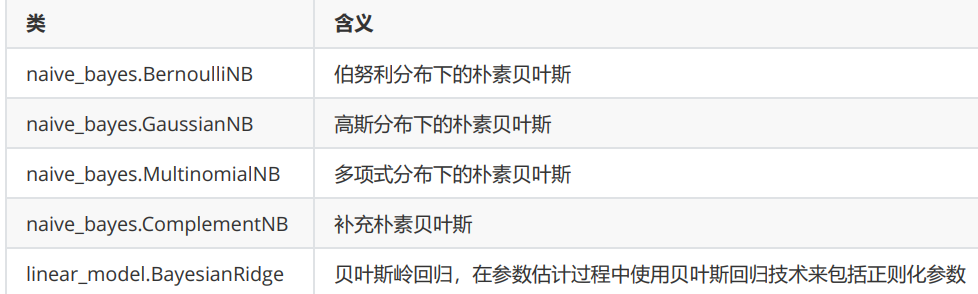 类 含义
naive_bayes.BernoulliNB 伯努利分布下的朴素贝叶斯
naive_bayes.GaussianNB 高斯分布下的朴素贝叶斯
naive_bayes.MultinomialNB 多项式分布下的朴素贝叶斯
naive_bayes.ComplementNB 补充朴素贝叶斯
linear_model.BayesianRidge 贝叶斯岭回归，在参数估计过程中使用贝叶斯回归技术来包括正则化参数